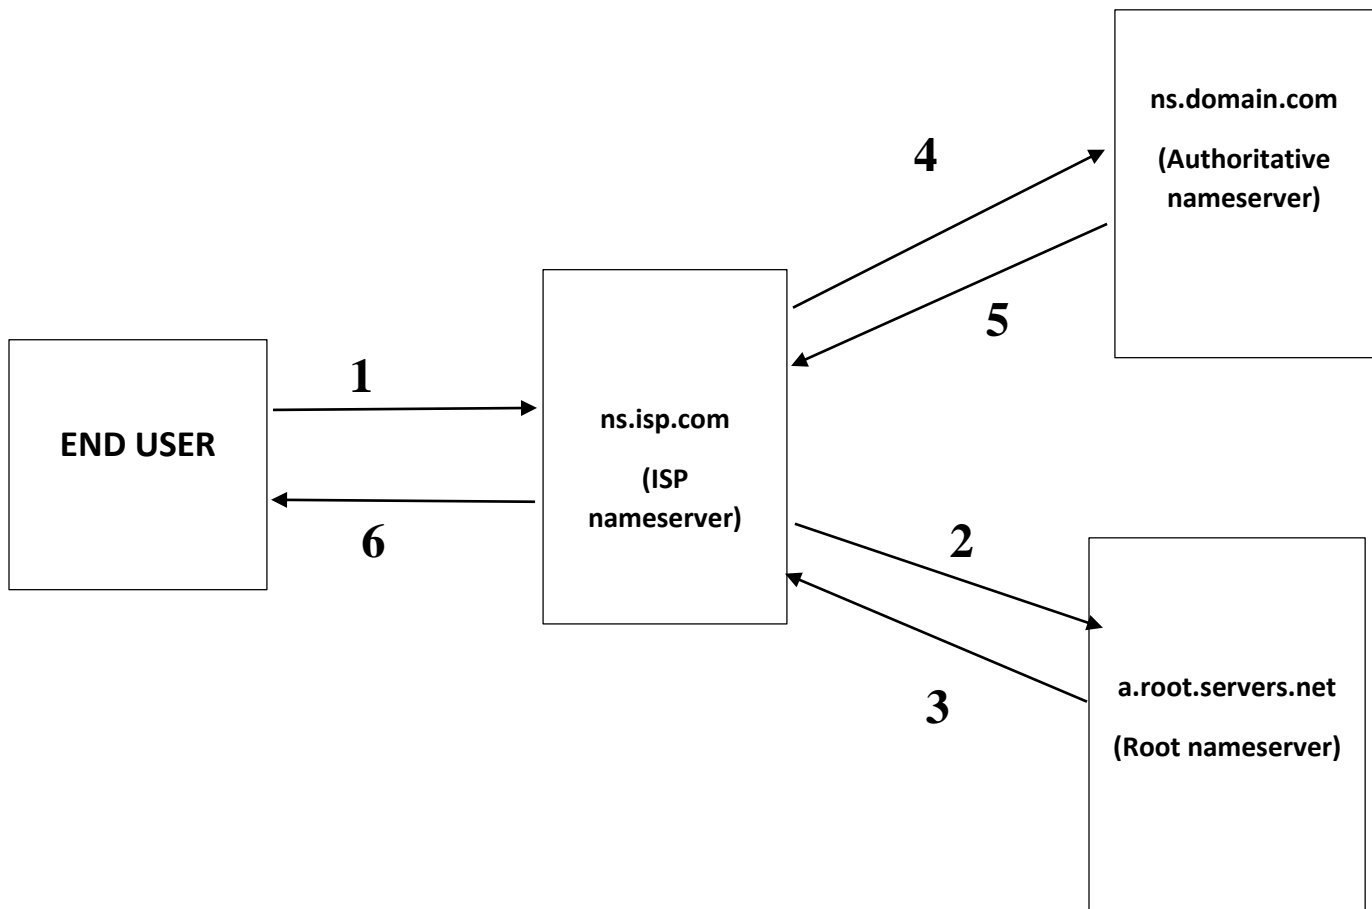 ns.domain.com
(Authoritative
nameserver)
4
5
1
END USER
6
ns.isp.com
(ISP
nameserver)
2
3
a.root.servers.net
(Root nameserver)